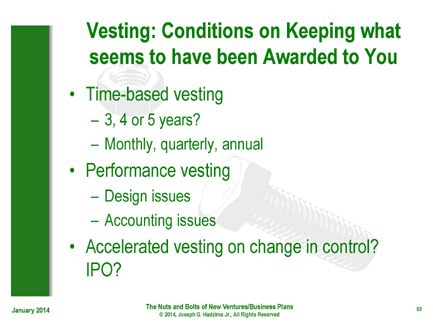 Vesting: Conditions on Keeping what
seems to have been Awarded to You
• Time-based vesting
– 3, 4 or 5 years?
– Monthly, quarterly, annual
• Performance vesting
– Design issues
– Accounting issues
• Accelerated vesting on change in control?
IPO?
January 2014
The Nuts and Bolts of New Ventures/Business Plans
© 2014, Joseph G. Hadzima Jr., All Rights Reserved
55